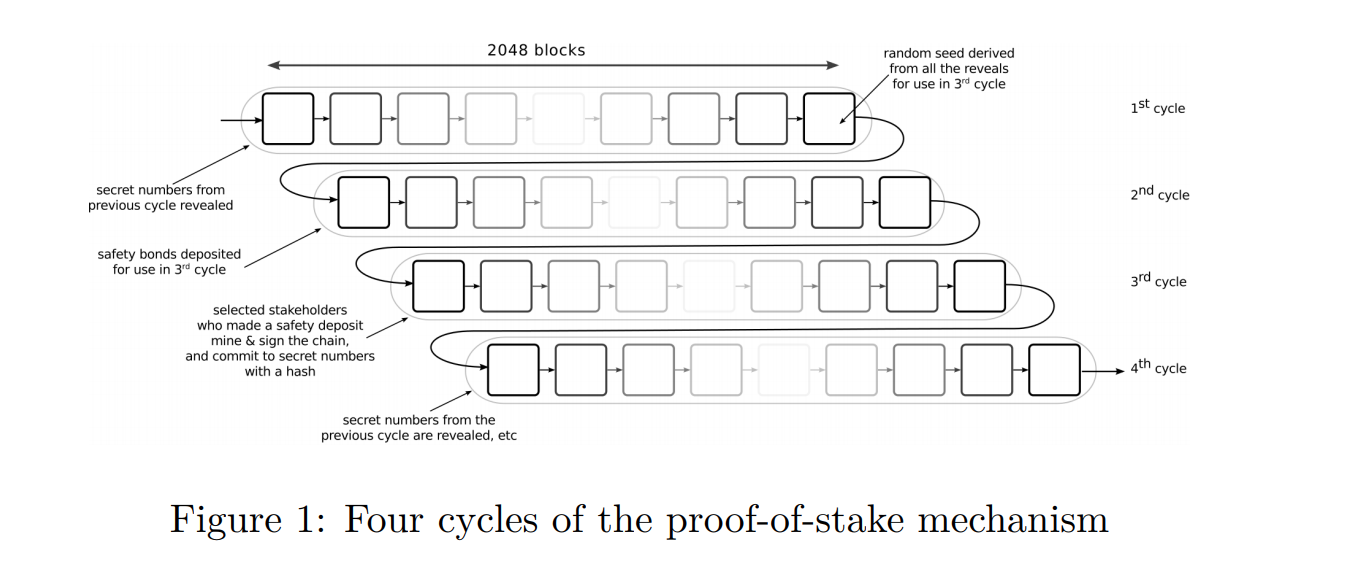 2048 blocks
random seed derived
from all the reveals
for use in 3rd cycle
1st cycle
secret numbers from
previous cycle revealed
2nd cycle
safety bonds deposited
for use in 3rd cycle
3rd cycle
selected stakeholders
who made a safety deposit
mine & sign the chain,
and commit to secret numbers
with a hash
4th cycle
secret numbers from the
previous cycle are revealed, etc
Figure 1: Four cycles of the proof-of-stake mechanism